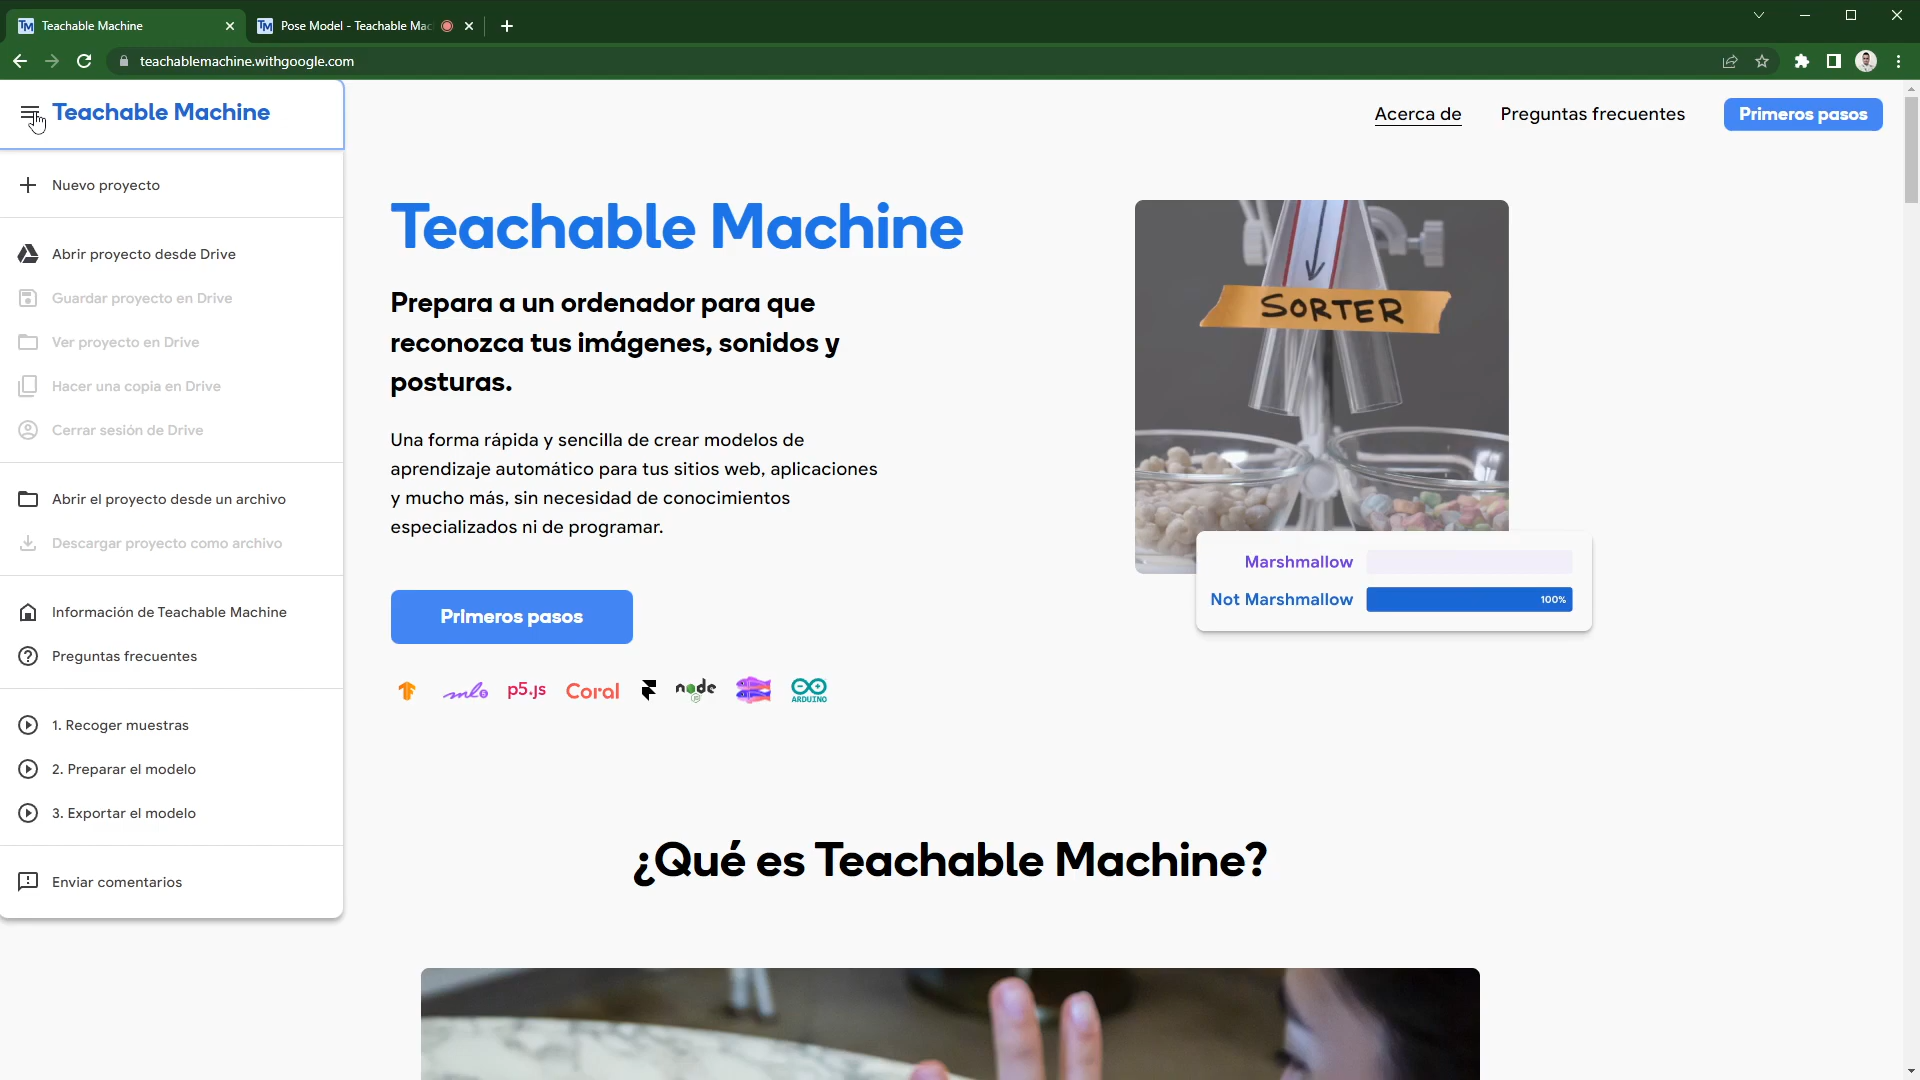 Teachable Machine
Pose Model - Teachable Mac
teachablemachine.withgoogle.com
Teachable Machine
Acerca de
Preguntas frecuentes
Primeros pasos
Nuevo proyecto
Abrir proyecto desde Drive
Guardar proyecto en Drive
Ver proyecto en Drive
Hacer una copia en Drive
Cerrar sesión de Drive
Abrir el proyecto desde un archivo
Descargar proyecto como archivo
Información de Teachable Machine
Preguntas frecuentes
1. Recoger muestras
2. Preparar el modelo
3. Exportar el modelo
Enviar comentarios
Teachable Machine
Prepara a un ordenador para que
reconozca tus imágenes, sonidos y
posturas.
Una forma rápida y sencilla de crear modelos de
aprendizaje automático para tus sitios web, aplicaciones
y mucho más, sin necesidad de conocimientos
especializados ni de programar.
Primeros pasos
ml5 p5.js Coral node JS ARDUINO
SORTER
Marshmallow
Not Marshmallow 100%
¿Qué es Teachable Machine?